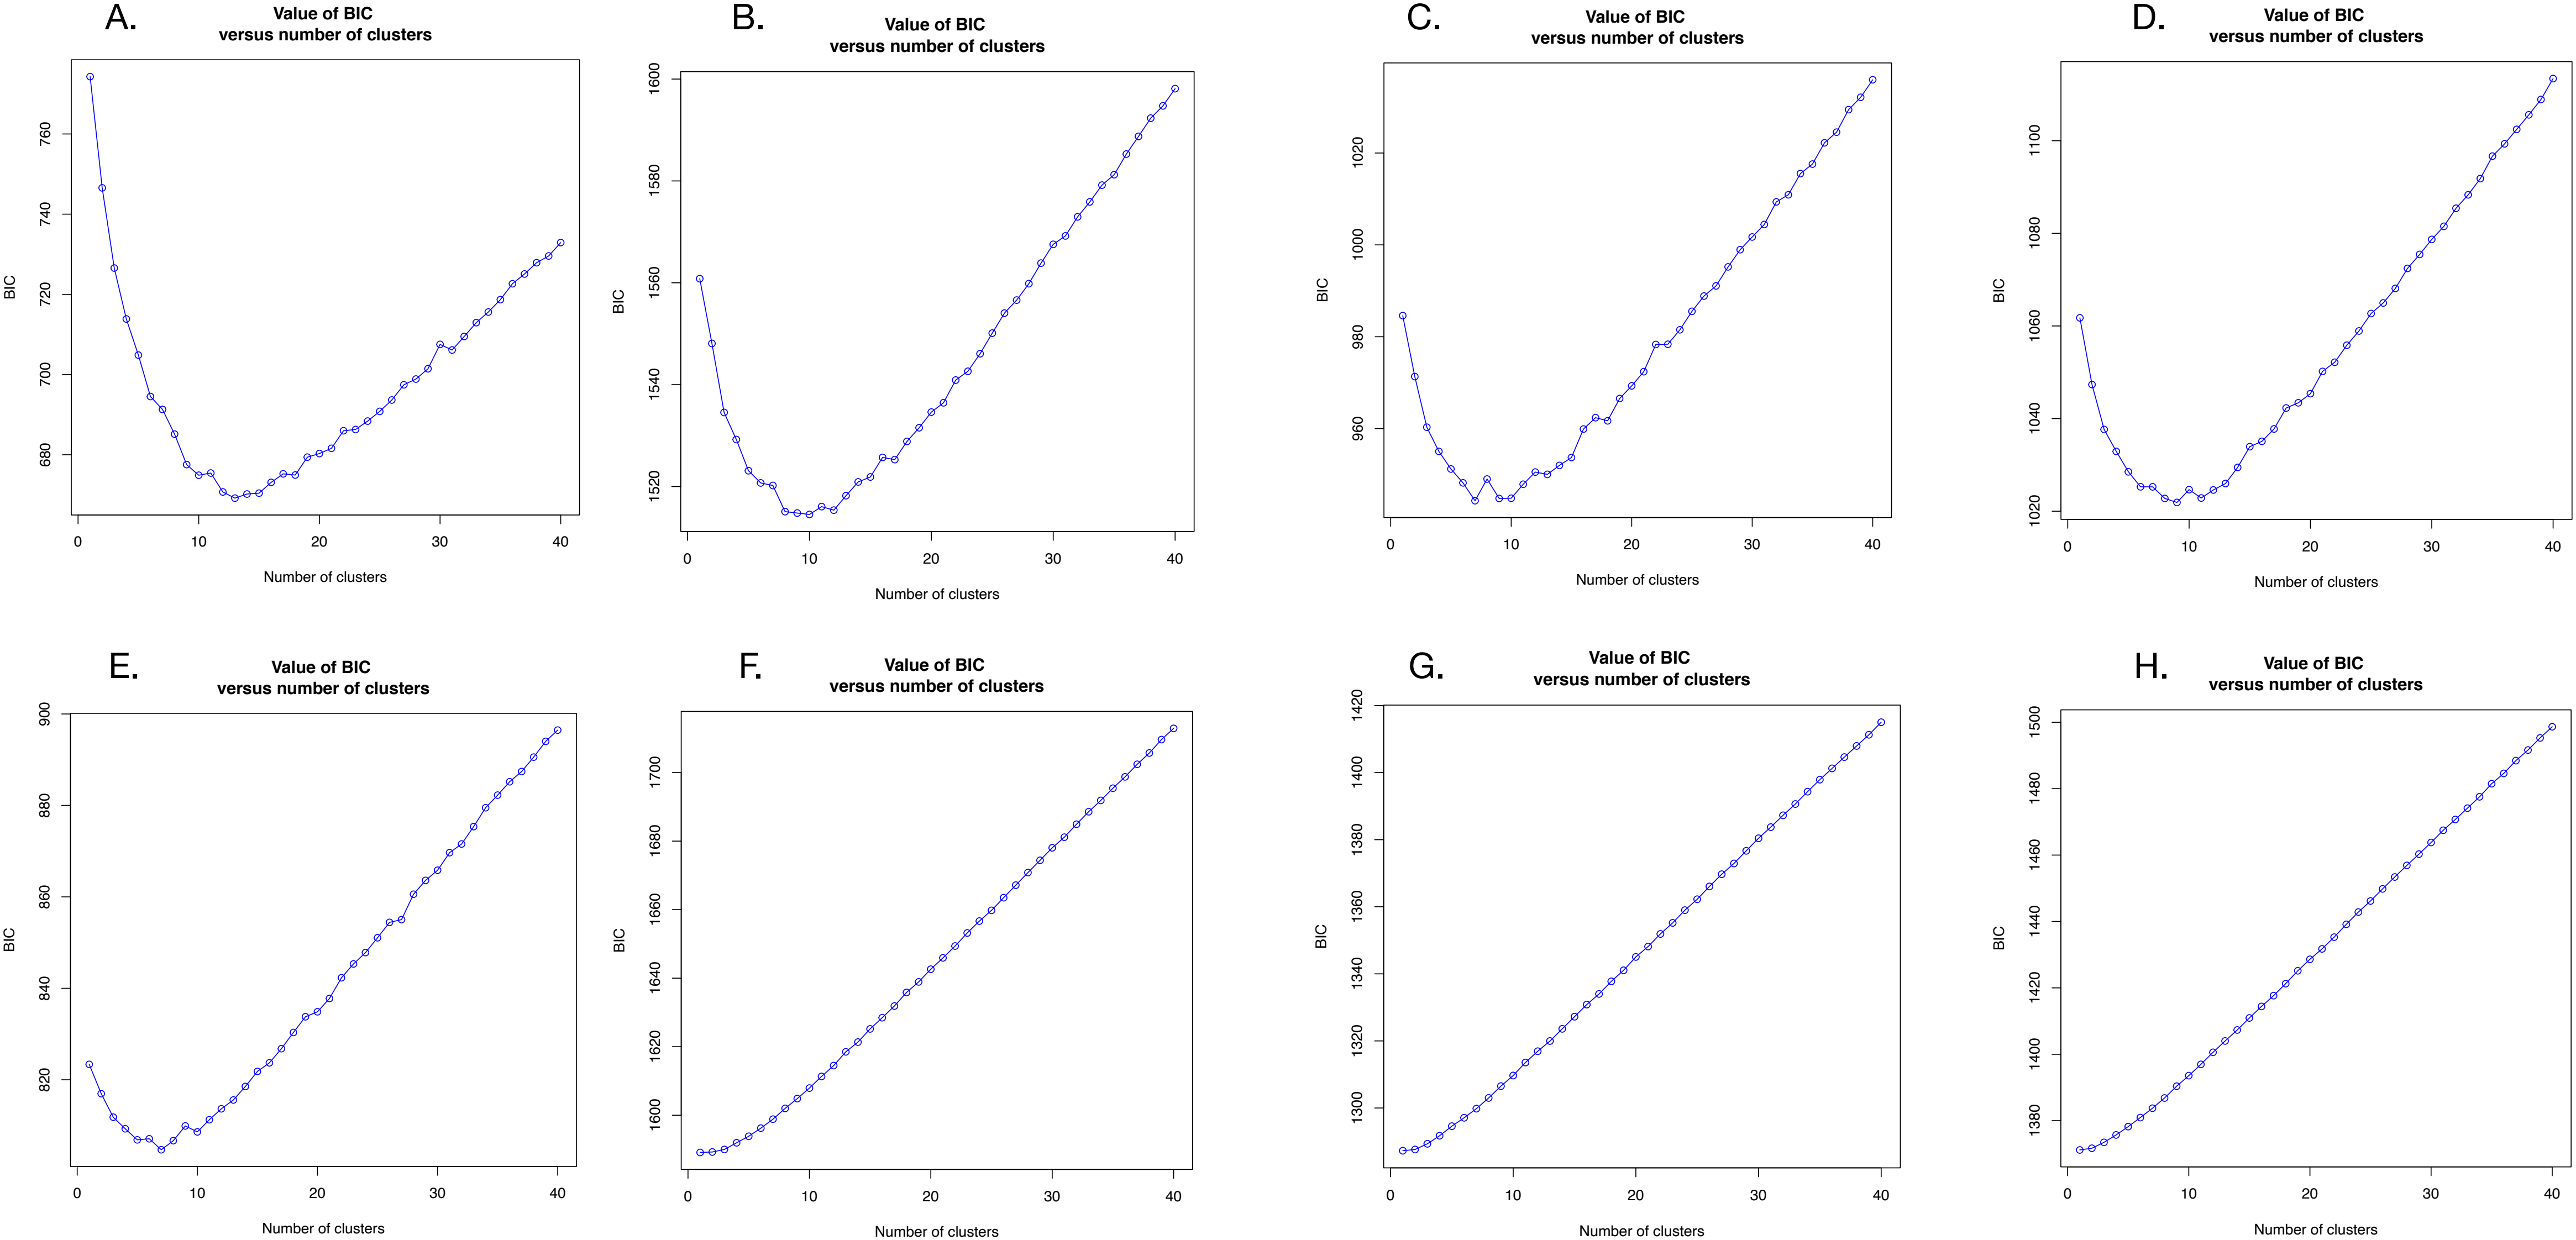 A.
Value of BIC
versus number of clusters
BIC
760
740
720
700
680
0 10 20 30 40
Number of clusters
B.
Value of BIC
versus number of clusters
BIC
1600
1580
1560
1540
1520
0 10 20 30 40
Number of clusters
C.
Value of BIC
versus number of clusters
BIC
1020
1000
980
960
0 10 20 30 40
Number of clusters
D.
Value of BIC
versus number of clusters
BIC
1100
1080
1060
1040
1020
0 10 20 30 40
Number of clusters
E.
Value of BIC
versus number of clusters
BIC
900
880
860
840
820
0 10 20 30 40
Number of clusters
F.
Value of BIC
versus number of clusters
BIC
1700
1680
1660
1640
1620
1600
0 10 20 30 40
Number of clusters
G.
Value of BIC
versus number of clusters
BIC
1420
1400
1380
1360
1340
1320
1300
0 10 20 30 40
Number of clusters
H.
Value of BIC
versus number of clusters
BIC
1500
1480
1460
1440
1420
1400
1380
0 10 20 30 40
Number of clusters